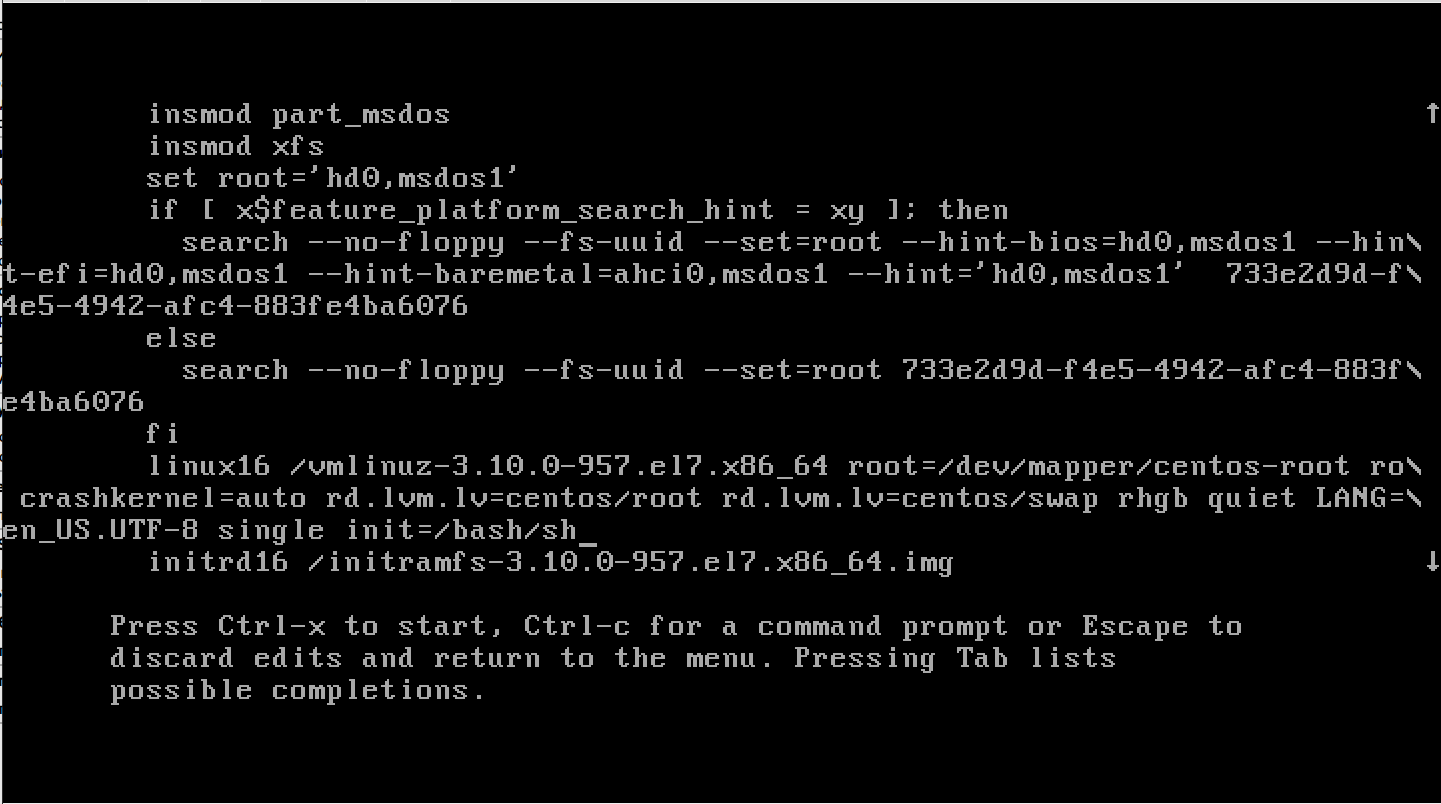 insmod part_msdos
insmod xfs
set root='hd0,msdos1'
if [ x$feature_platform_search_hint = xy ]; then
search --no-floppy --fs-uuid --set=root --hint-bios=hd0,msdos1 --hin\
t-efi=hd0,msdos1 --hint-baremetal=ahci0,msdos1 --hint='hd0,msdos1'  733e2d9d-f\
4e5-4942-afc4-883fe4ba6076
else
search --no-floppy --fs-uuid --set=root 733e2d9d-f4e5-4942-afc4-883f\
e4ba6076
fi
linux16 /vmlinuz-3.10.0-957.el7.x86_64 root=/dev/mapper/centos-root ro\
crashkernel=auto rd.lvm.lv=centos/root rd.lvm.lv=centos/swap rhgb quiet LANG=\
en_US.UTF-8 single init=/bash/sh_
initrd16 /initramfs-3.10.0-957.el7.x86_64.img
Press Ctrl-x to start, Ctrl-c for a command prompt or Escape to
discard edits and return to the menu. Pressing Tab lists
possible completions.